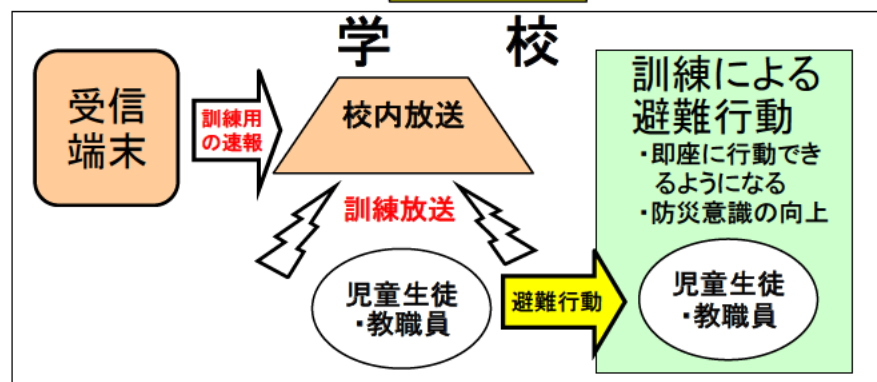 学 校
受信
端末
訓練用
の速報
校内放送
訓練放送
児童生徒
・教職員
避難行動
訓練による
避難行動
・即座に行動でき
るようになる
・防災意識の向上
児童生徒
・教職員